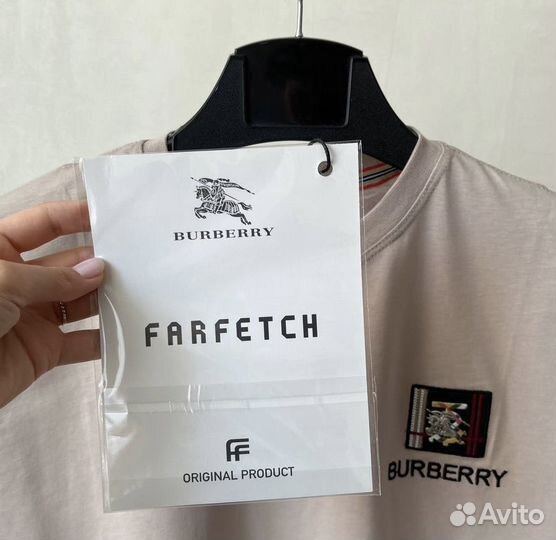 BURBERRY
FARFETCH
FF
ORIGINAL PRODUCT
BURBERRY
Avito